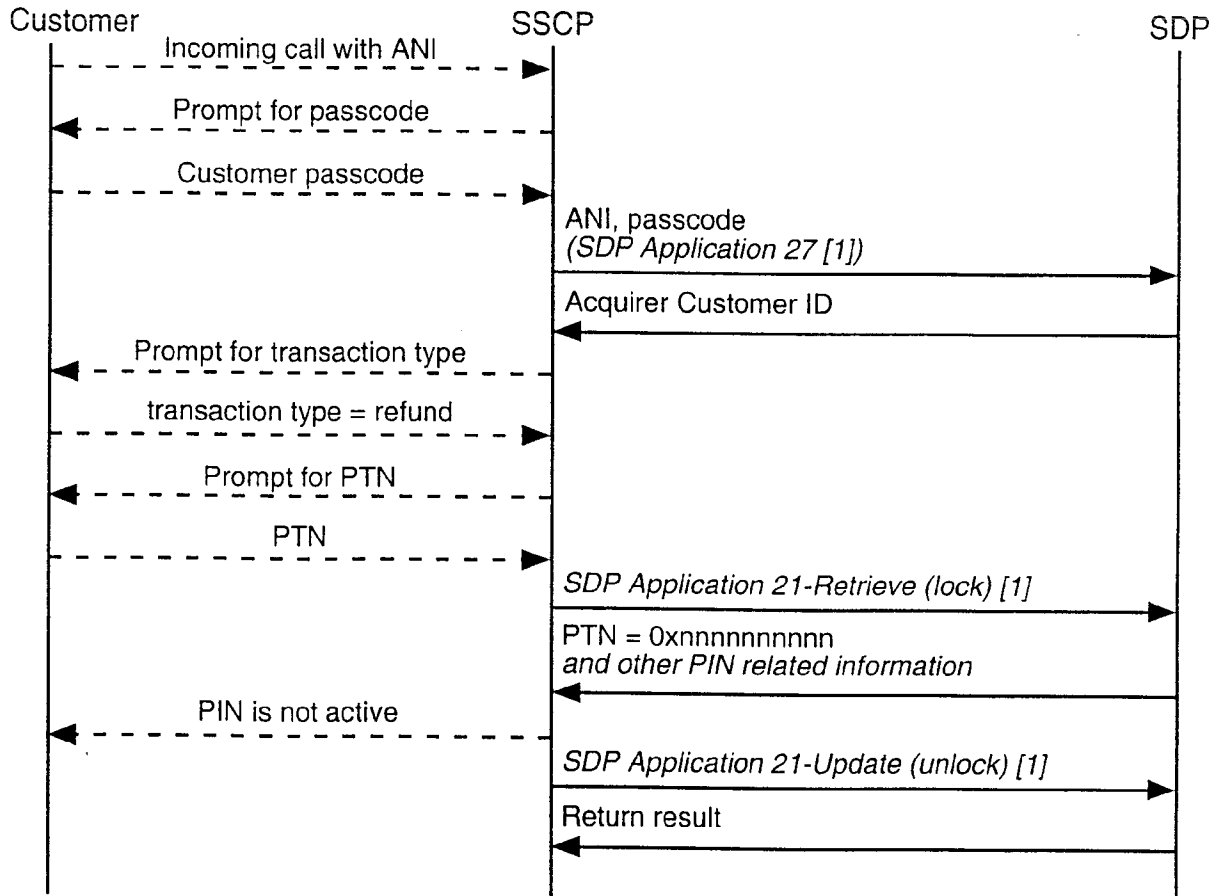 Customer
SSCP
SDP
Incoming call with ANI
Prompt for passcode
Customer passcode
ANI, passcode
(SDP Application 27 [1])
Acquirer Customer ID
Prompt for transaction type
transaction type = refund
Prompt for PTN
PTN
SDP Application 21-Retrieve (lock) [1]
PTN = 0xnnnnnnnnnn
and other PIN related information
PIN is not active
SDP Application 21-Update (unlock) [1]
Return result